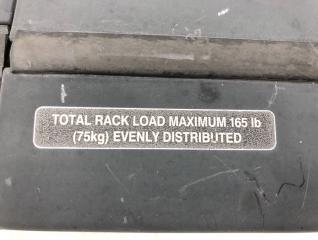 TOTAL RACK LOAD MAXIMUM 165 lb
(75kg) EVENLY DISTRIBUTED